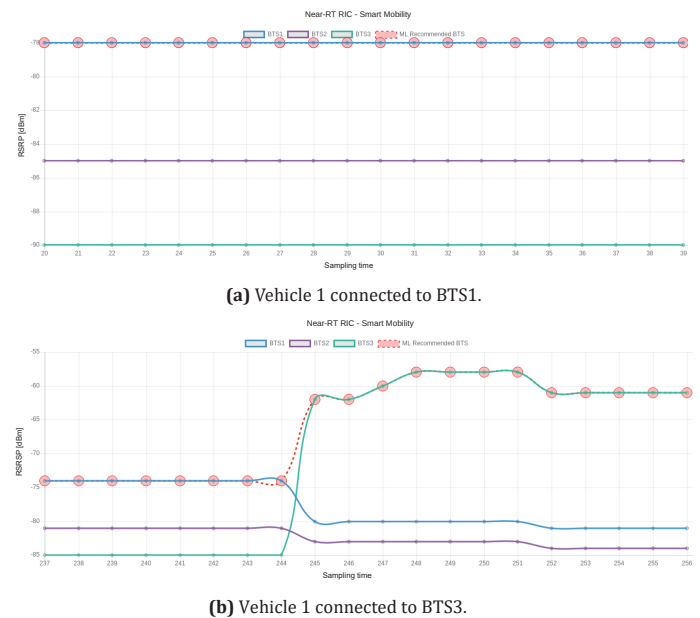 Near-RT RIC - Smart Mobility
BTS1 BTS2 BTS3 ML Recommended BTS
RSRP [dBm]
-78
-80
-82
-84
-86
-88
-90
20 21 22 23 24 25 26 27 28 29 30 31 32 33 34 35 36 37 38 39
Sampling time
(a) Vehicle 1 connected to BTS1.
Near-RT RIC - Smart Mobility
BTS1 BTS2 BTS3 ML Recommended BTS
RSRSP [dBm]
-55
-60
-65
-70
-75
-80
-85
237 238 239 240 241 242 243 244 245 246 247 248 249 250 251 252 253 254 255 256
Sampling time
(b) Vehicle 1 connected to BTS3.